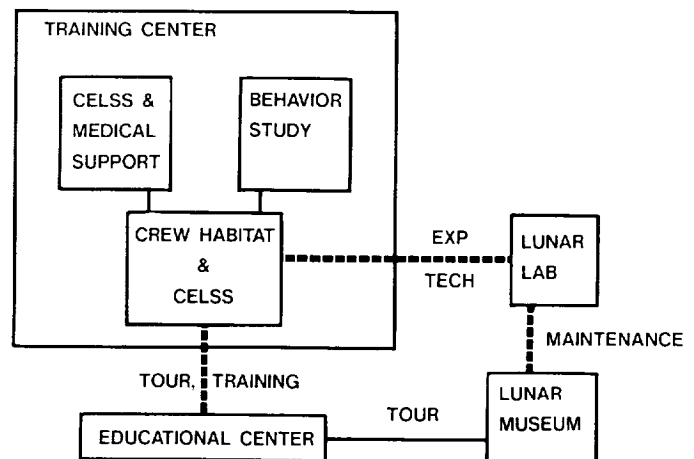 TRAINING CENTER
CELSS &
MEDICAL
SUPPORT
BEHAVIOR
STUDY
CREW HABITAT
&
CELSS
EXP
TECH
LUNAR
LAB
MAINTENANCE
TOUR, TRAINING
LUNAR
MUSEUM
TOUR
EDUCATIONAL CENTER